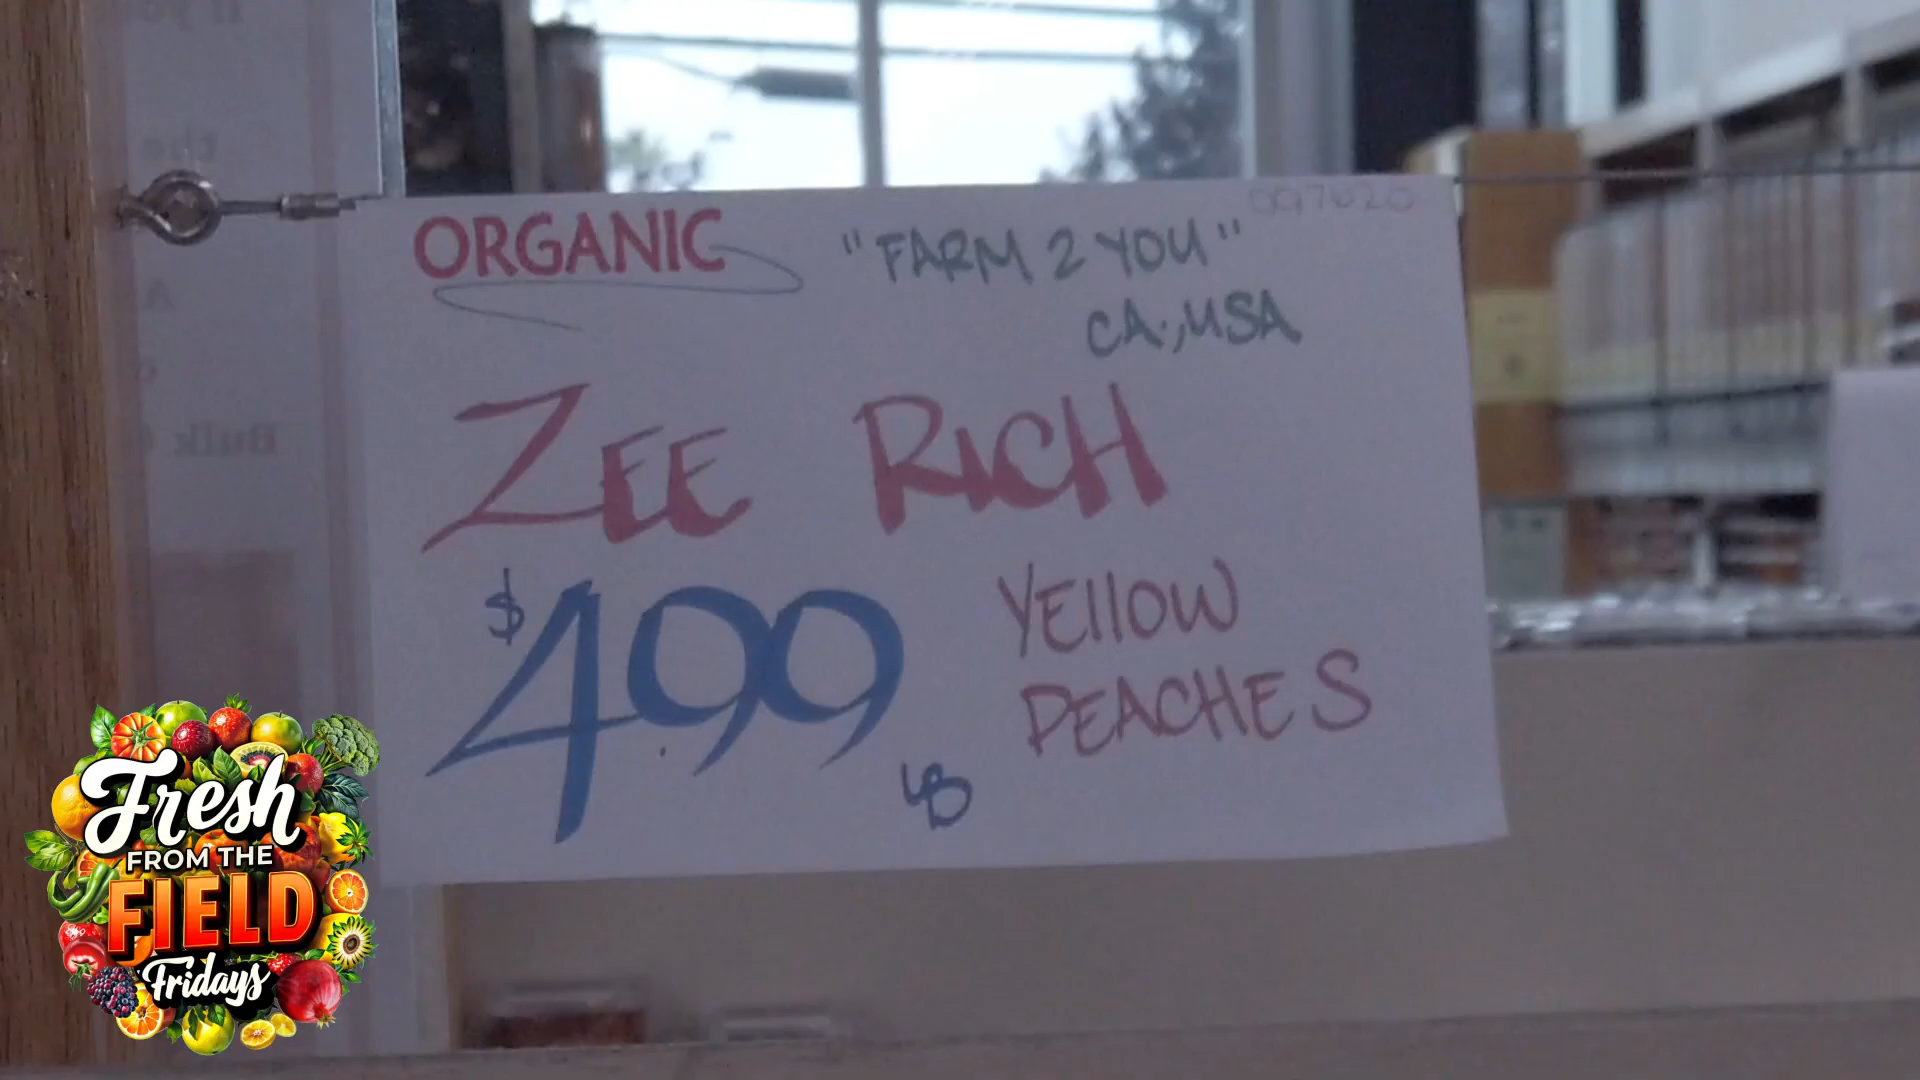 ORGANIC "FARM 2 YOU"
CA., USA
ZEE RICH
$4.99 LB
YEllOW
PEACHES
Fresh
FROM THE
FIELD
Fridays